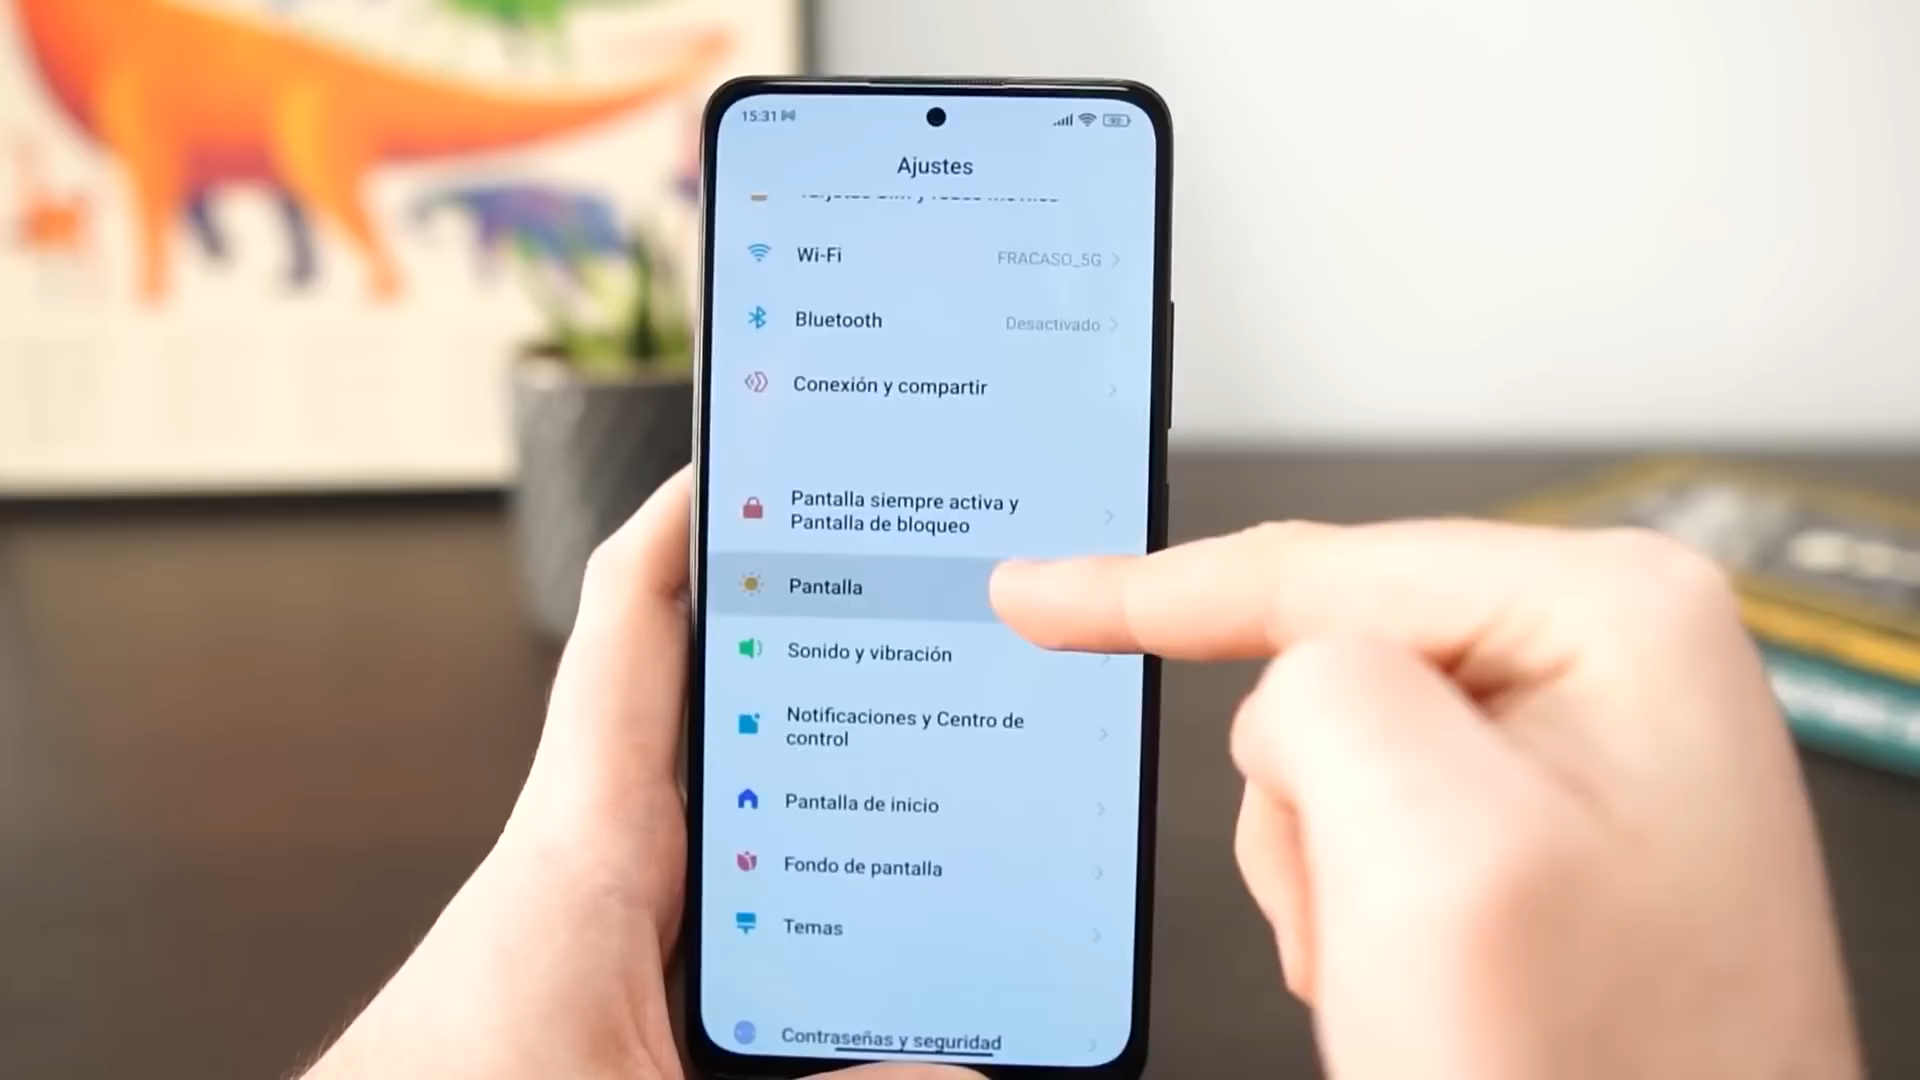 15:31
Ajustes
Wi-Fi
FRACASO_5G
Bluetooth
Desactivado
Conexión y compartir
Pantalla siempre activa y
Pantalla de bloqueo
Pantalla
Sonido y vibración
Notificaciones y Centro de
control
Pantalla de inicio
Fondo de pantalla
Temas
Contraseñas y seguridad